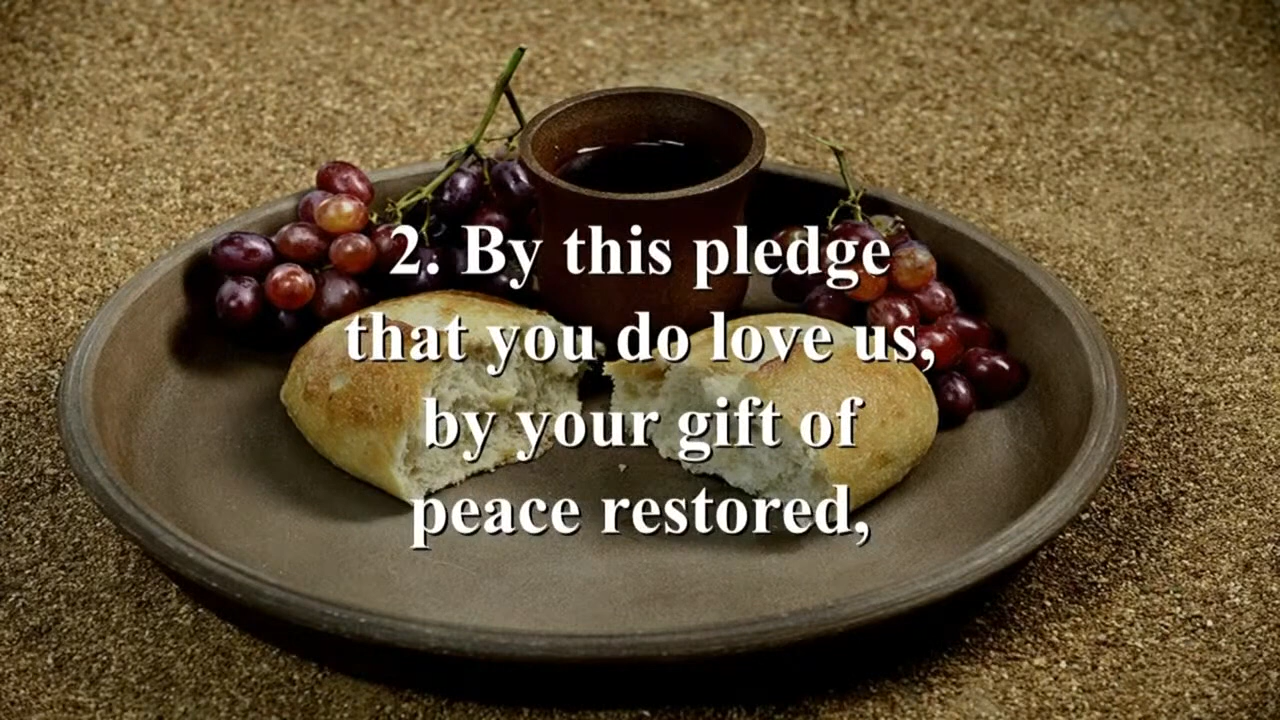 2. By this pledge
that you do love us,
by your gift of
peace restored,